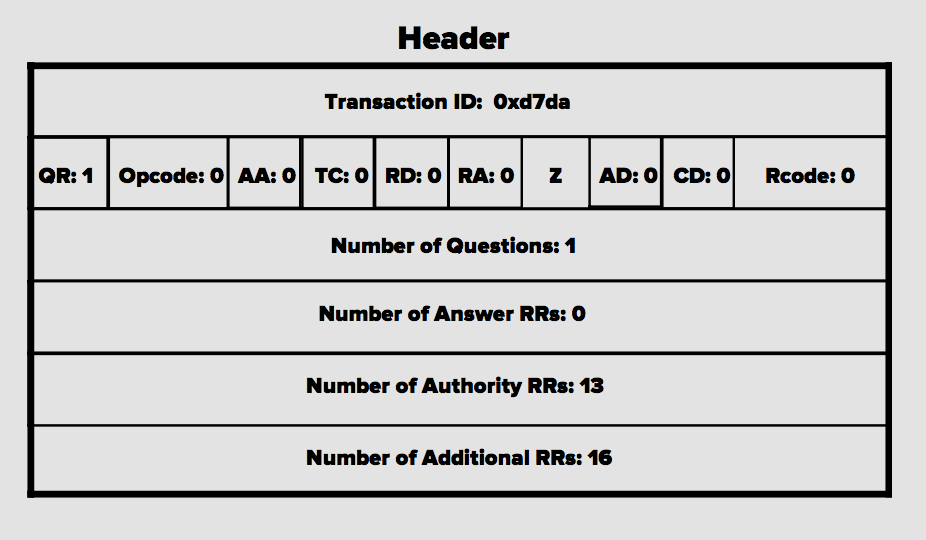 Header
Transaction ID: 0xd7da
QR: 1 Opcode: 0 AA: 0 TC: 0 RD: 0 RA: 0 Z AD: 0 CD: 0 Rcode: 0
Number of Questions: 1
Number of Answer RRs: 0
Number of Authority RRs: 13
Number of Additional RRs: 16